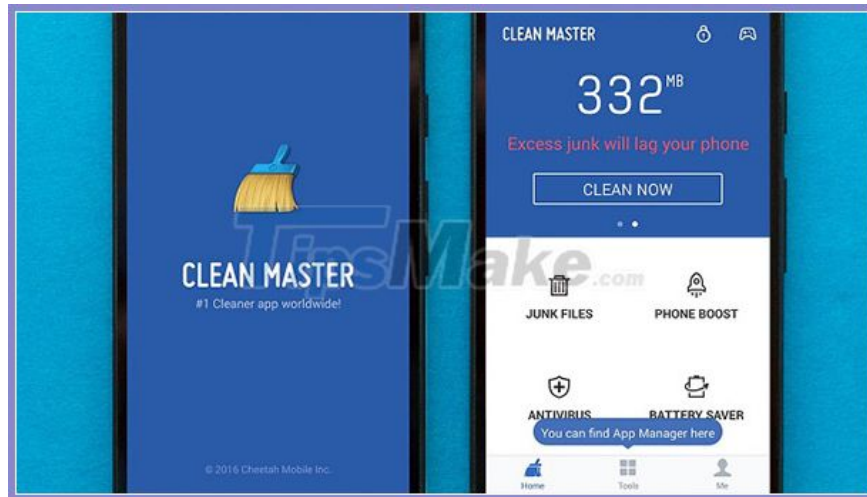 CLEAN MASTER
#1 Cleaner app worldwide!
© 2016 Cheetah Mobile Inc.
CLEAN MASTER
332 MB
Excess junk will lag your phone
CLEAN NOW
JUNK FILES
PHONE BOOST
ANTIVIRUS
BATTERY SAVER
You can find App Manager here
Home
Tools
Me
TipsMake.com